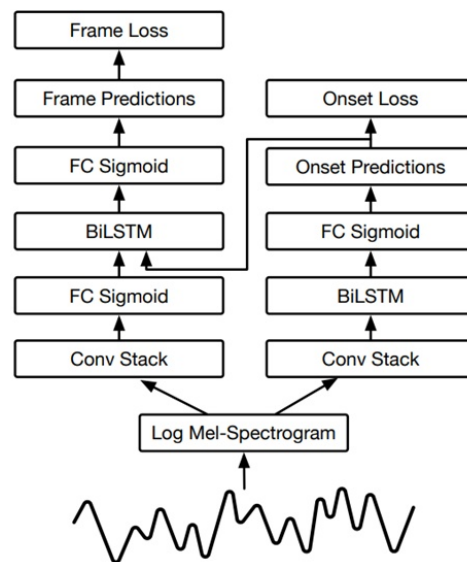 Frame Loss
Frame Predictions
FC Sigmoid
BiLSTM
FC Sigmoid
Conv Stack
Onset Loss
Onset Predictions
FC Sigmoid
BiLSTM
Conv Stack
Log Mel-Spectrogram